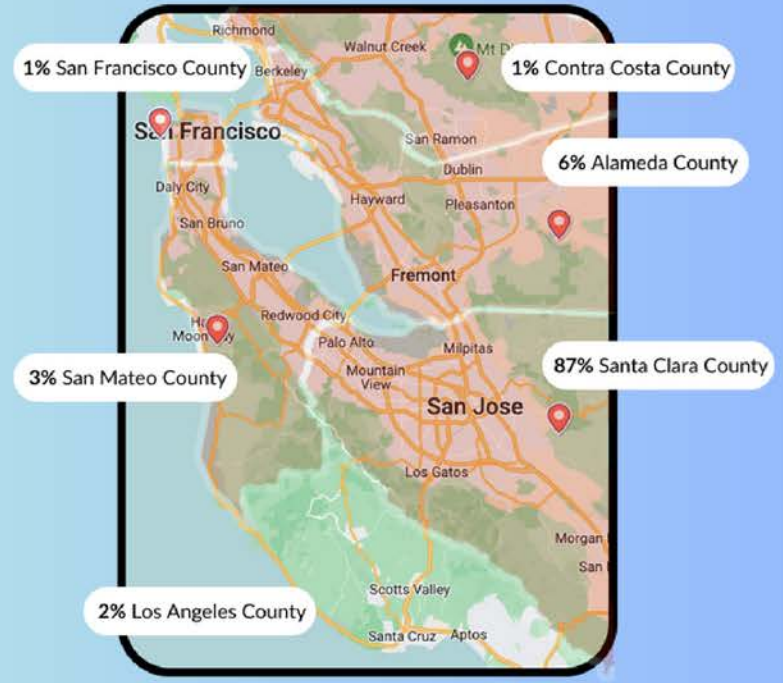 Richmond
Walnut Creek
1% San Francisco County
Berkeley
1% Contra Costa County
San Francisco
San Ramon
6% Alameda County
Dublin
Daly City
Hayward
Pleasanton
San Bruno
San Mateo
Fremont
Redwood City
Palo Alto
Milpitas
Mountain
View
87% Santa Clara County
3% San Mateo County
San Jose
Los Gatos
Morgan
San
Scotts Valley
2% Los Angeles County
Santa Cruz
Aptos